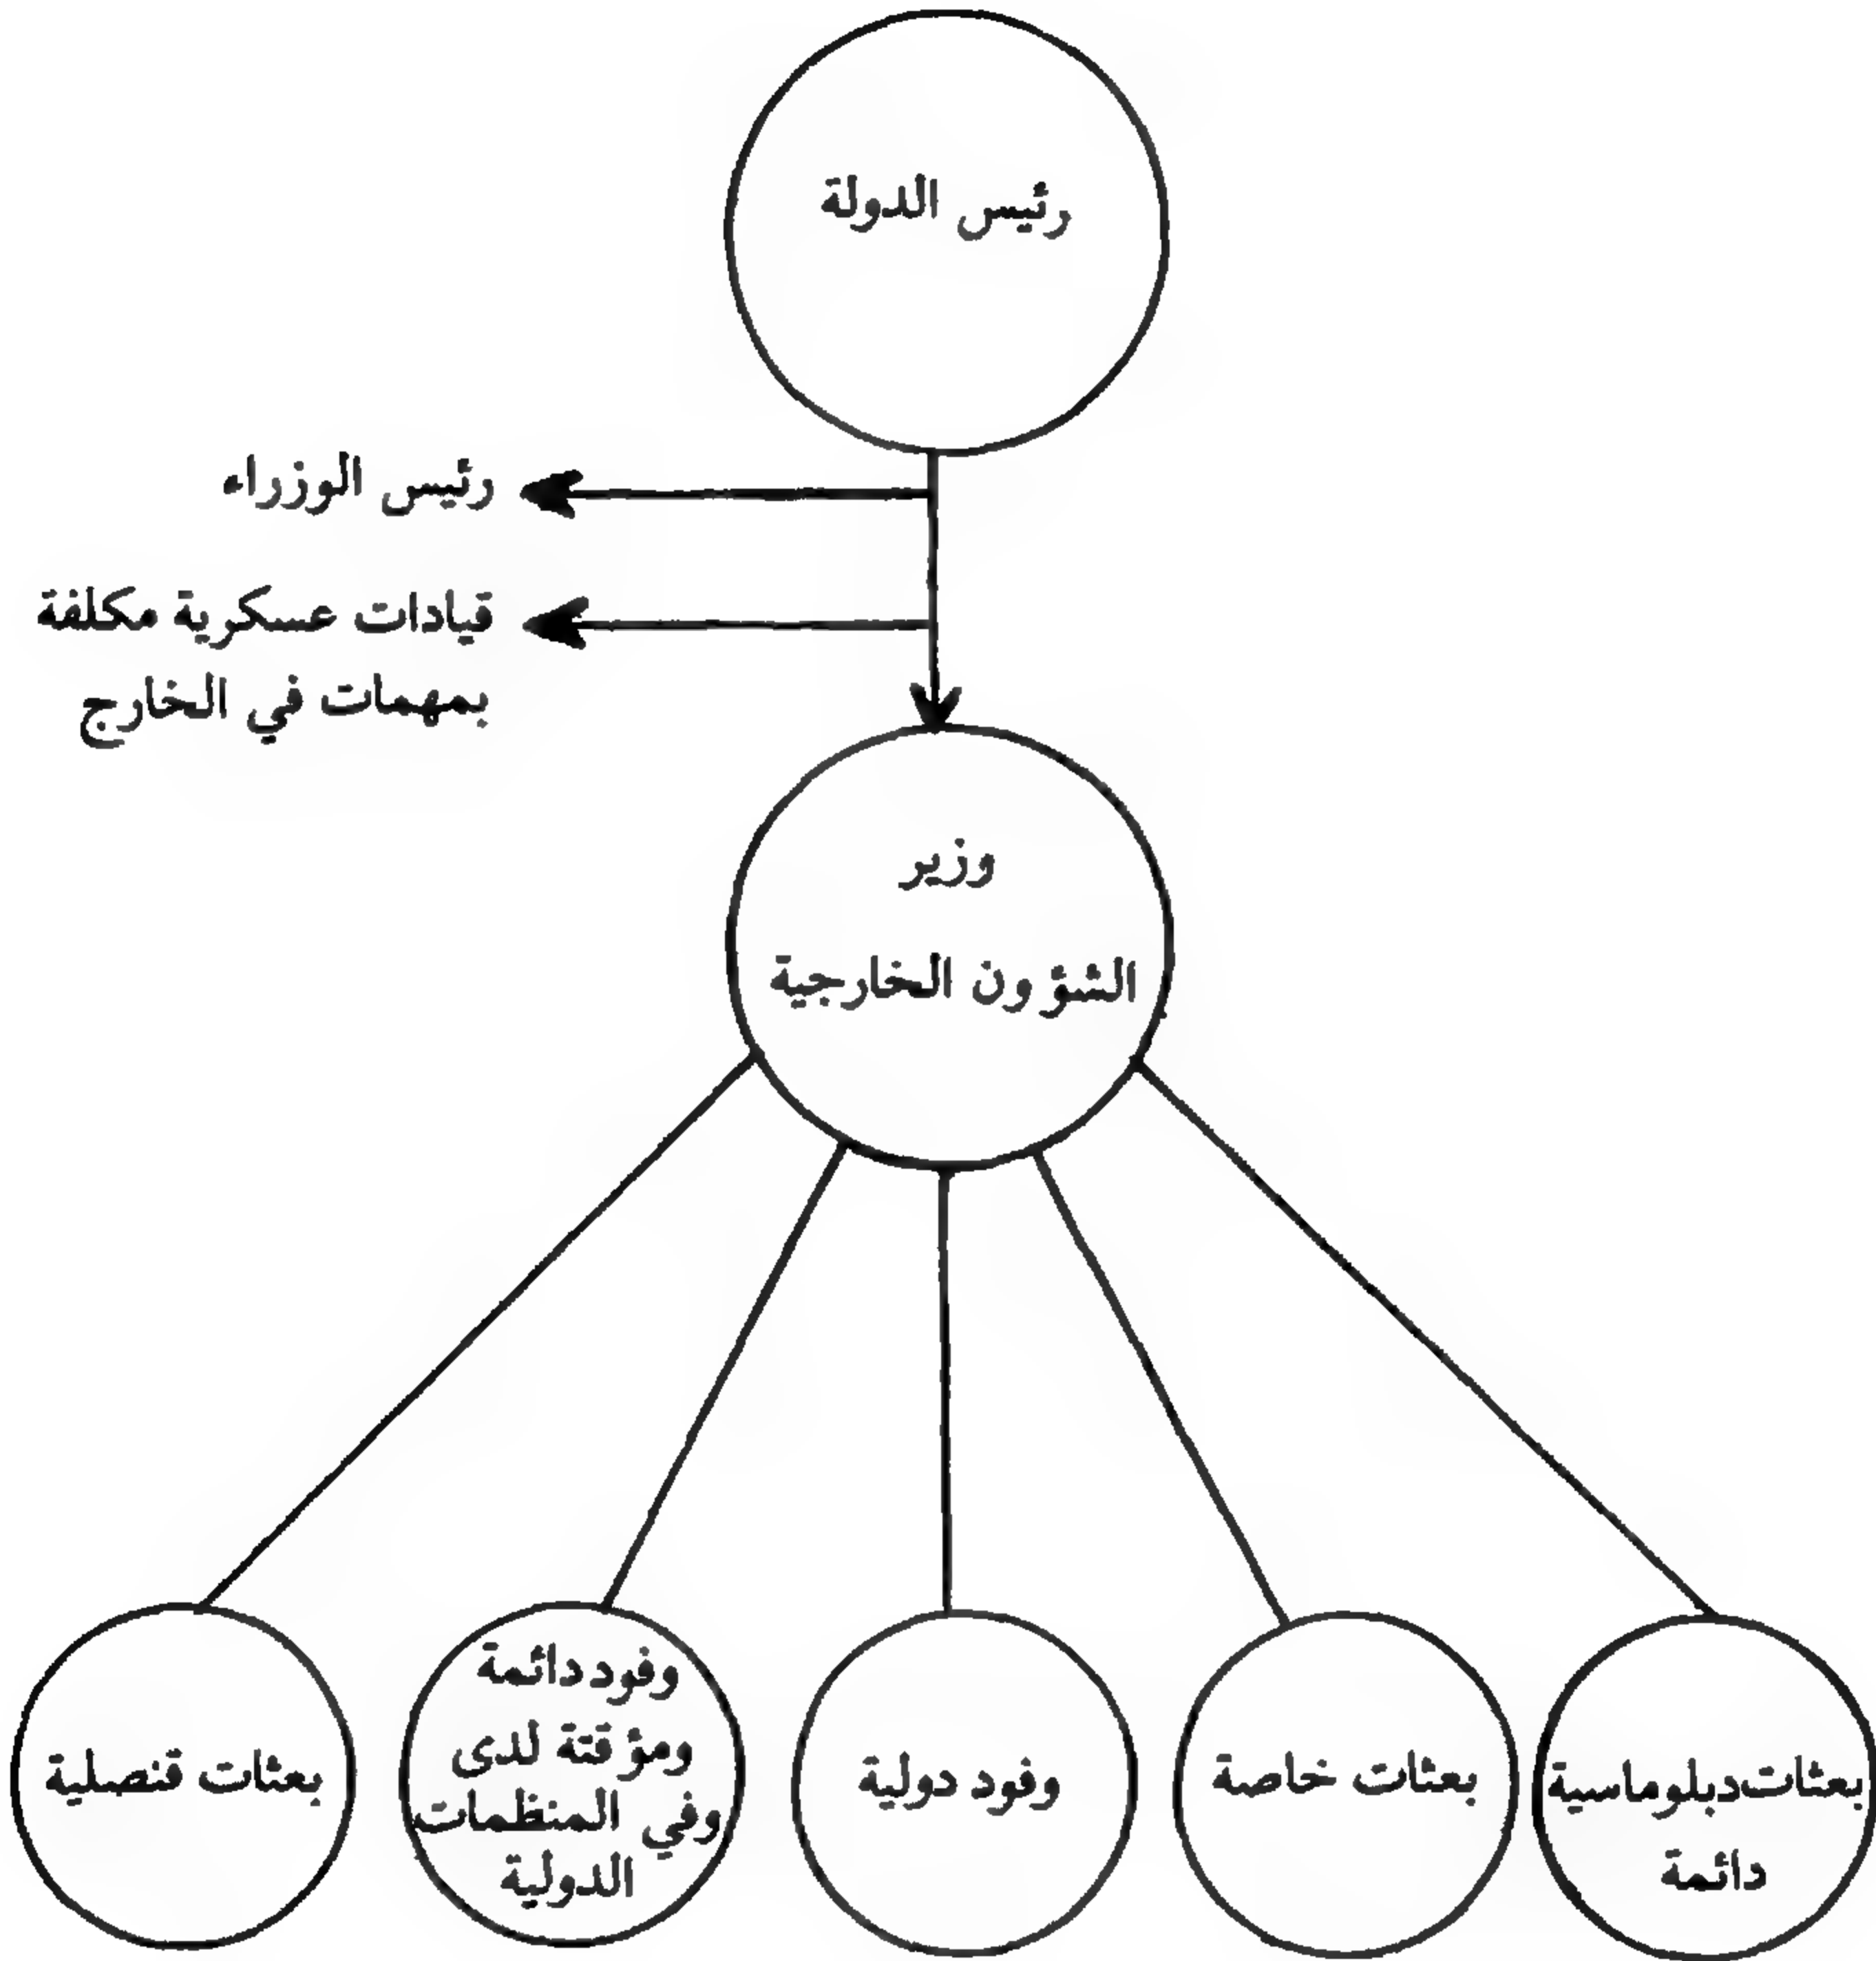 رئيس الدولة
رئيس الوزراء
قيادات عسكرية مكلفة
بمهمات في الخارج
وزير
الشؤون الخارجية
بعثات دبلوماسية
دائمة
بعثات خاصة
وفود دولية
وفود دائمة
ومؤقتة لدى
وفي المنظمات
الدولية
بعثات قنصلية